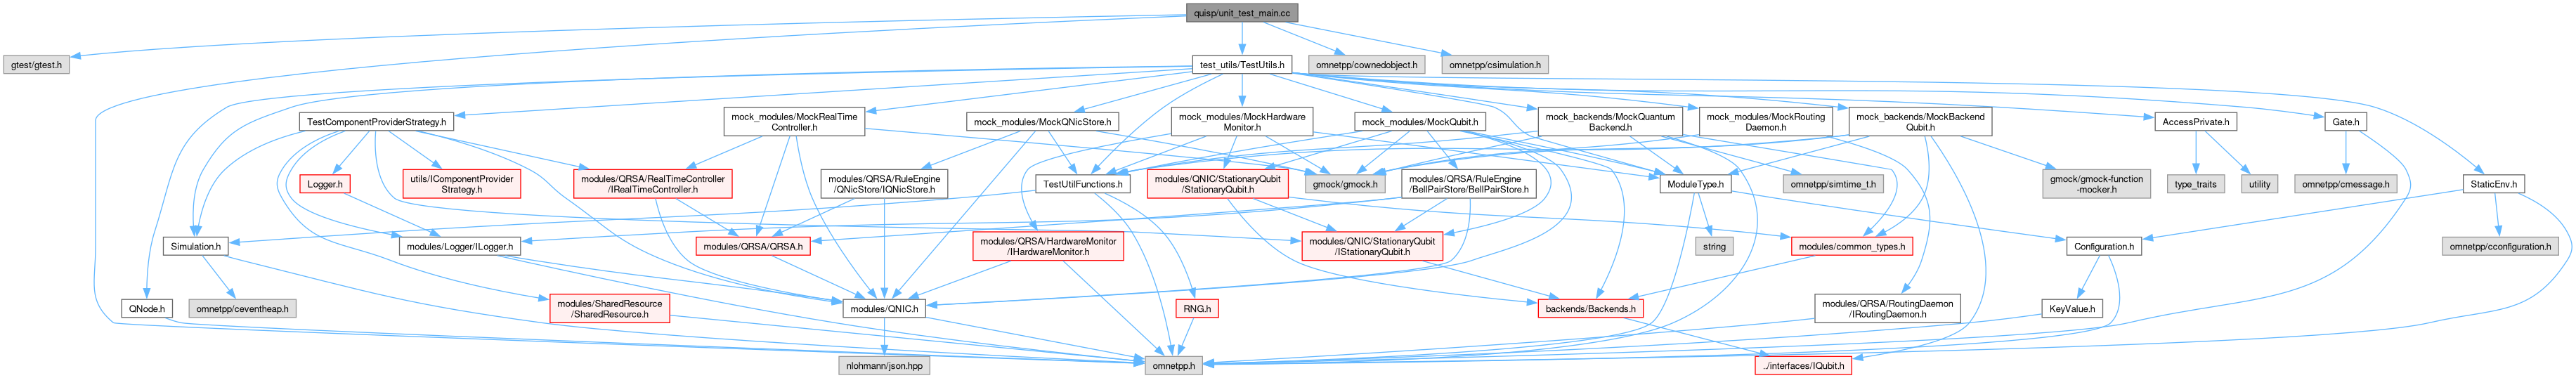 quisp/unit_test_main.cc
gtest/gtest.h
test_utils/TestUtils.h
omnetpp/cownedobject.h
omnetpp/csimulation.h
TestComponentProviderStrategy.h
mock_modules/MockRealTime
Controller.h
mock_modules/MockQNicStore.h
mock_modules/MockHardware
Monitor.h
mock_modules/MockQubit.h
mock_backends/MockQuantum
Backend.h
mock_modules/MockRouting
Daemon.h
mock_backends/MockBackend
Qubit.h
AccessPrivate.h
Gate.h
Logger.h
utils/IComponentProvider
Strategy.h
modules/QRSA/RealTimeController
/IRealTimeController.h
modules/QRSA/RuleEngine
/QNicStore/IQNicStore.h
TestUtilFunctions.h
modules/QNIC/StationaryQubit
/StationaryQubit.h
gmock/gmock.h
modules/QRSA/RuleEngine
/BellPairStore/BellPairStore.h
ModuleType.h
omnetpp/simtime_t.h
gmock/gmock-function
-mocker.h
type_traits
utility
omnetpp/cmessage.h
StaticEnv.h
Simulation.h
modules/Logger/ILogger.h
modules/QRSA/QRSA.h
modules/QRSA/HardwareMonitor
/IHardwareMonitor.h
modules/QNIC/StationaryQubit
/IStationaryQubit.h
string
modules/common_types.h
Configuration.h
omnetpp/cconfiguration.h
QNode.h
omnetpp/ceventheap.h
modules/SharedResource
/SharedResource.h
modules/QNIC.h
RNG.h
backends/Backends.h
modules/QRSA/RoutingDaemon
/IRoutingDaemon.h
KeyValue.h
nlohmann/json.hpp
omnetpp.h
../interfaces/IQubit.h